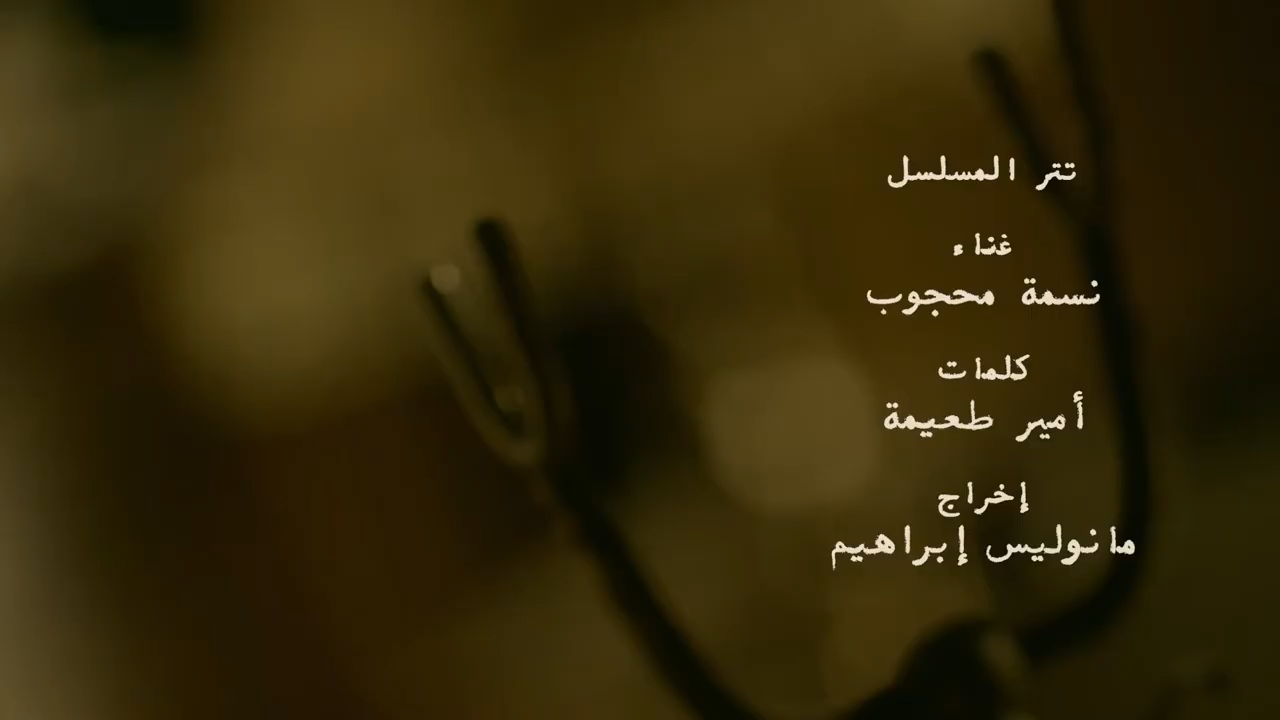 تتر المسلسل
غناء
نسمة محجوب
كلمات
أمير طعيمة
إخراج
مانوليس إبراهيم